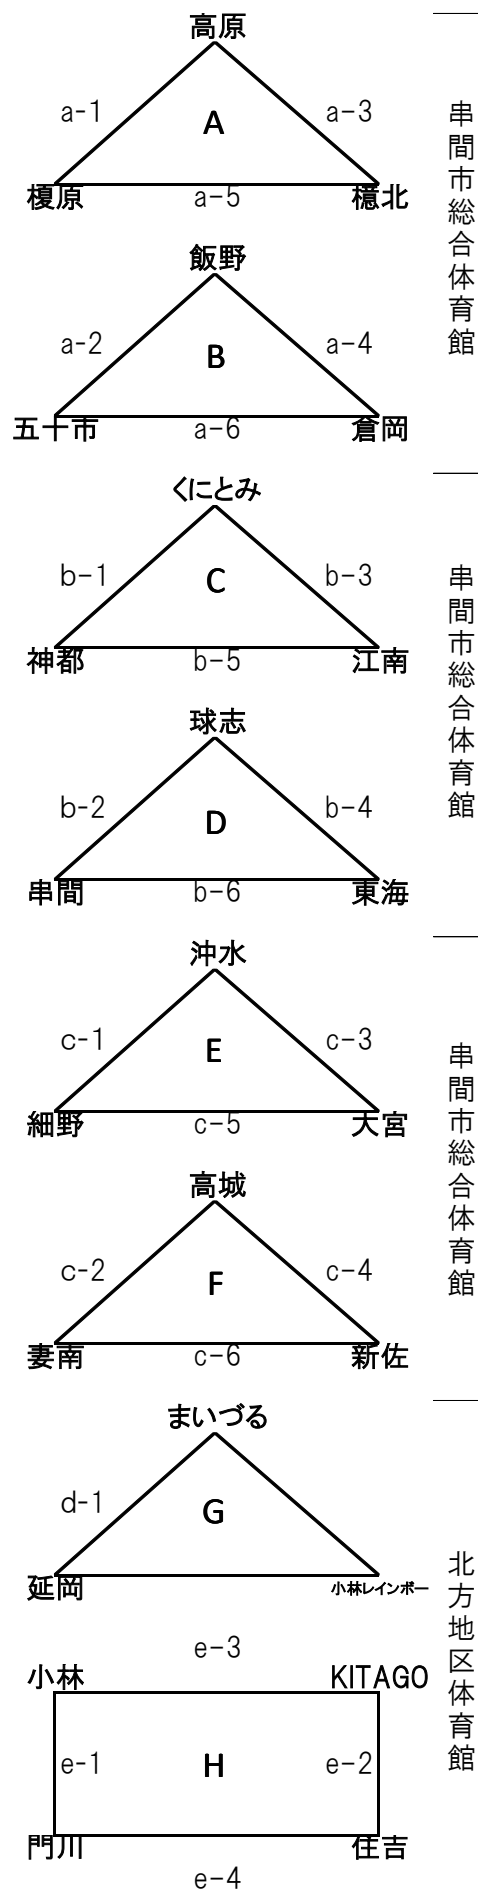 高原
a-1 A a-3
榎原 a-5 檍北
飯野
a-2 B a-4
五十市 a-6 倉岡
串間市総合体育館
くにとみ
b-1 C b-3
神都 b-5 江南
球志
b-2 D b-4
串間 b-6 東海
串間市総合体育館
沖水
c-1 E c-3
細野 c-5 大宮
高城
c-2 F c-4
妻南 c-6 新佐
串間市総合体育館
まいづる
d-1 G
延岡 小林レインボー
e-3
小林 KITAGO
e-1 H e-2
門川 住吉
e-4
北方地区体育館